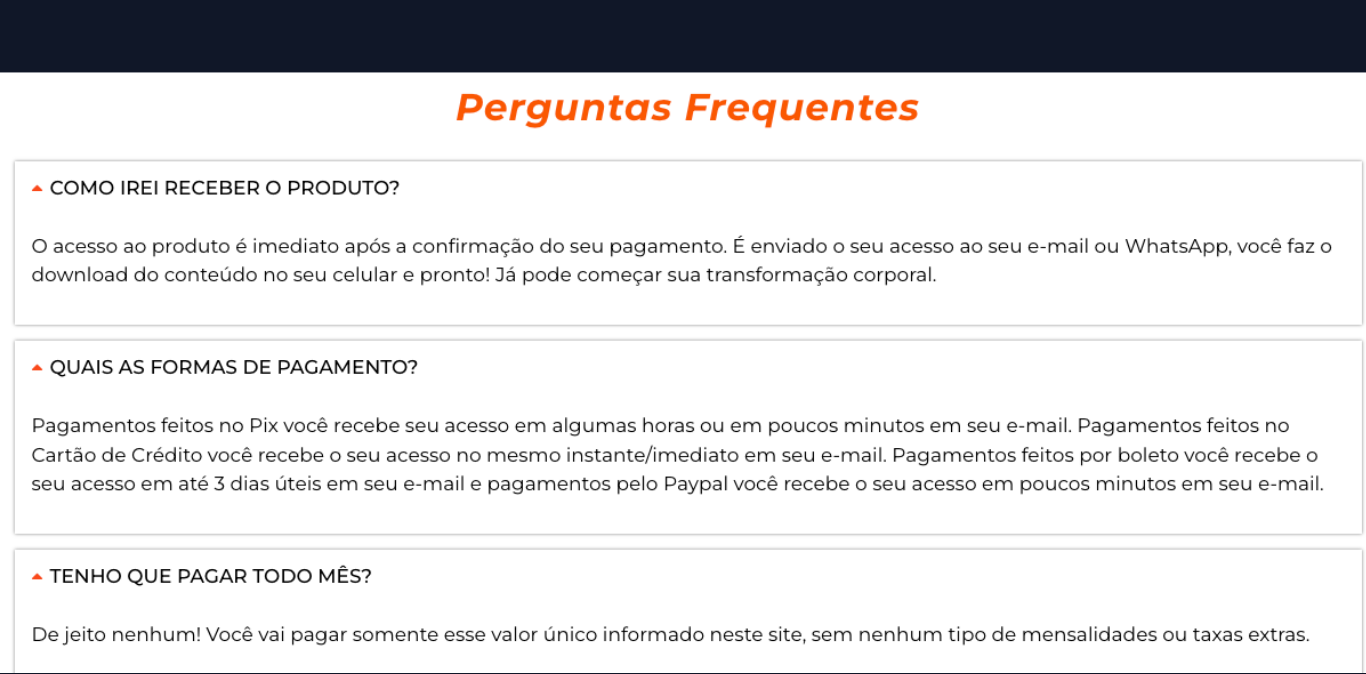 Perguntas Frequentes
COMO IREI RECEBER O PRODUTO?
O acesso ao produto é imediato após a confirmação do seu pagamento. É enviado o seu acesso ao seu e-mail ou WhatsApp, você faz o
download do conteúdo no seu celular e pronto! Já pode começar sua transformação corporal.
QUAIS AS FORMAS DE PAGAMENTO?
Pagamentos feitos no Pix você recebe seu acesso em algumas horas ou em poucos minutos em seu e-mail. Pagamentos feitos no
Cartão de Crédito você recebe o seu acesso no mesmo instante/imediato em seu e-mail. Pagamentos feitos por boleto você recebe o
seu acesso em até 3 dias úteis em seu e-mail e pagamentos pelo Paypal você recebe o seu acesso em poucos minutos em seu e-mail.
TENHO QUE PAGAR TODO MÊS?
De jeito nenhum! Você vai pagar somente esse valor único informado neste site, sem nenhum tipo de mensalidades ou taxas extras.